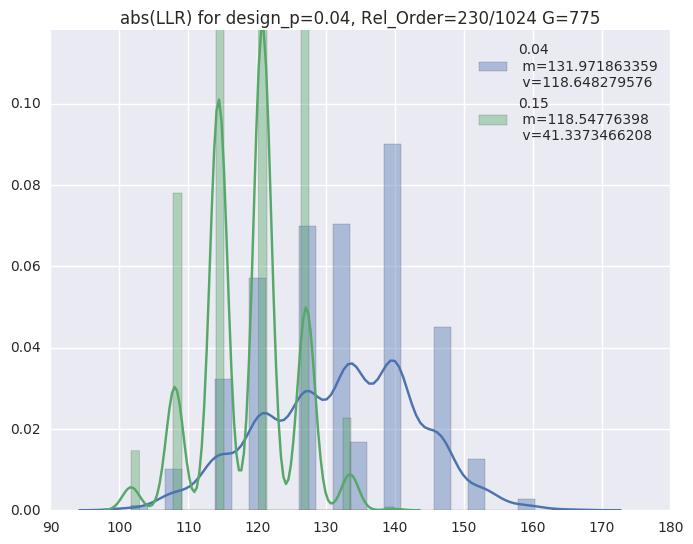 abs(LLR) for design_p=0.04, Rel_Order=230/1024 G=775
0.04
m=131.971863359
v=118.648279576
0.15
m=118.54776398
v=41.3373466208
0.10
0.08
0.06
0.04
0.02
0.00
90 100 110 120 130 140 150 160 170 180